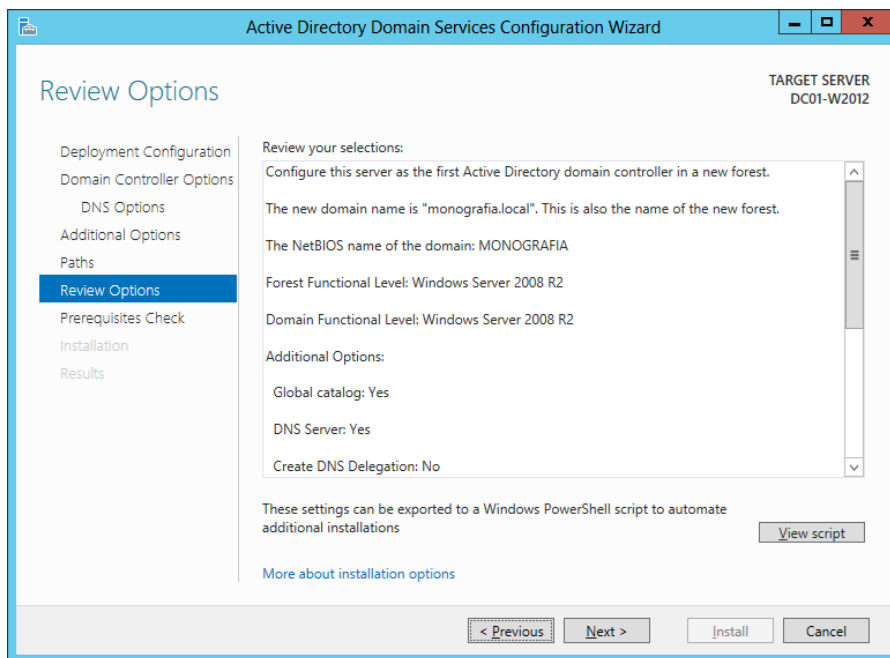 Active Directory Domain Services Configuration Wizard
Review Options
TARGET SERVER
DC01-W2012
Deployment Configuration
Domain Controller Options
DNS Options
Additional Options
Paths
Review Options
Prerequisites Check
Installation
Results
Review your selections:
Configure this server as the first Active Directory domain controller in a new forest.
The new domain name is "monografia.local". This is also the name of the new forest.
The NetBIOS name of the domain: MONOGRAFIA
Forest Functional Level: Windows Server 2008 R2
Domain Functional Level: Windows Server 2008 R2
Additional Options:
Global catalog: Yes
DNS Server: Yes
Create DNS Delegation: No
These settings can be exported to a Windows PowerShell script to automate
additional installations
View script
More about installation options
< Previous
Next >
Install
Cancel